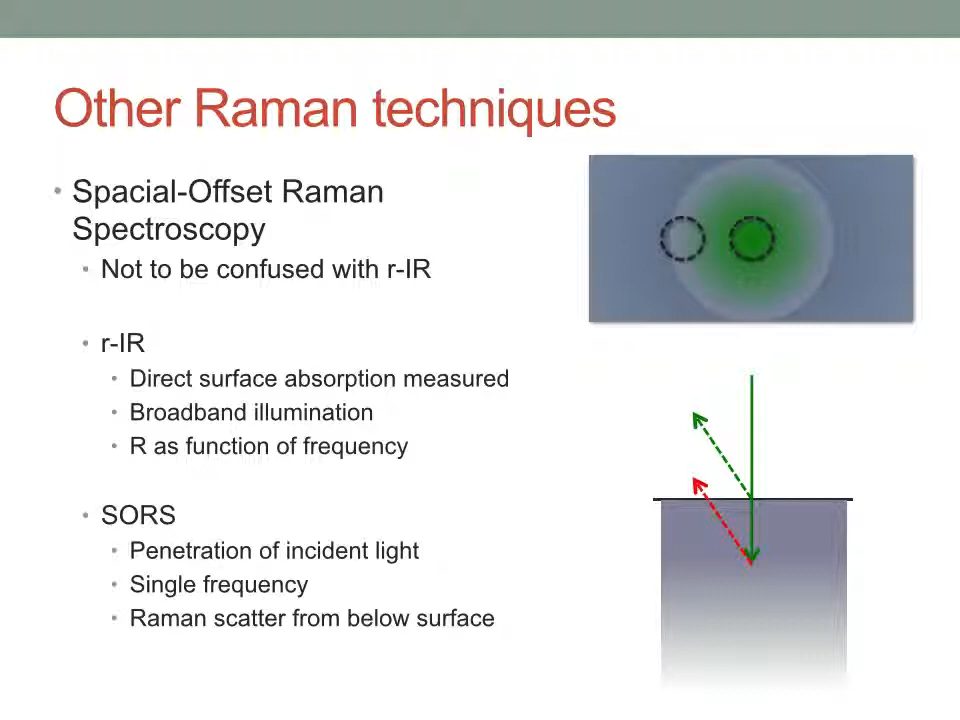 Other Raman techniques
• Spacial-Offset Raman
Spectroscopy
• Not to be confused with r-IR
• r-IR
• Direct surface absorption measured
• Broadband illumination
• R as function of frequency
• SORS
• Penetration of incident light
• Single frequency
• Raman scatter from below surface